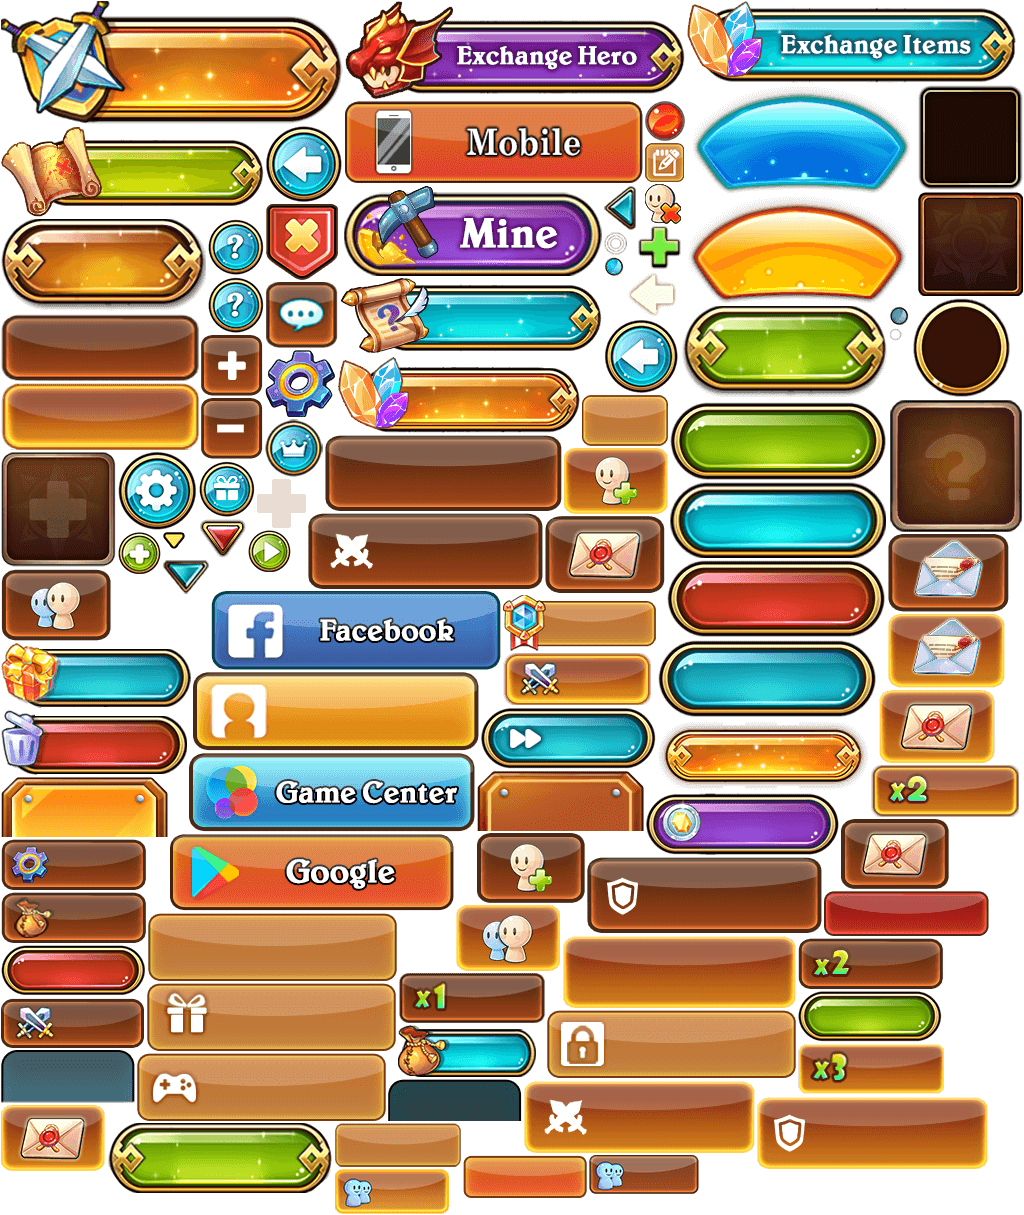 Exchange Hero
Exchange Items
Mobile
Mine
?
?
?
?
Facebook
Game Center
x2
Google
x2
x1
x3